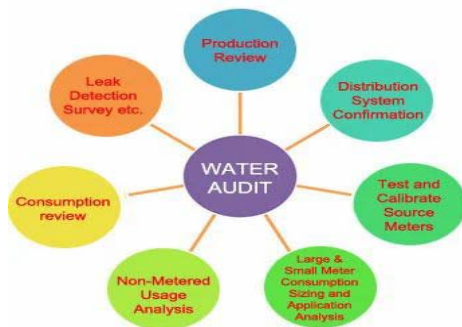 Production
Review
Leak
Detection
Survey etc.
Distribution
System
Confirmation
WATER
AUDIT
Consumption
review
Test and
Calibrate
Source
Meters
Non-Metered
Usage
Analysis
Large &
Small Meter
Consumption
Sizing and
Application
Analysis